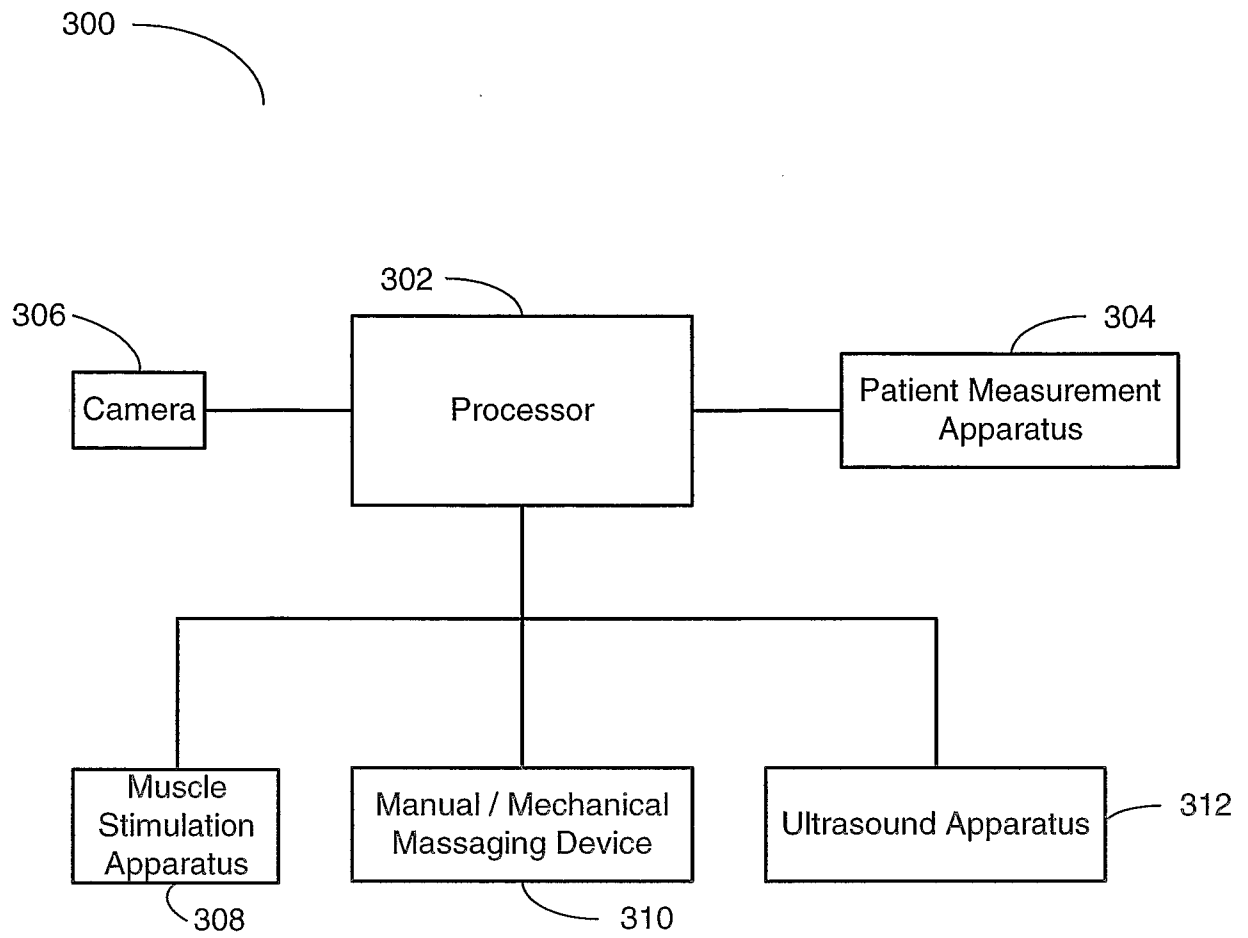 300
302
306
304
Camera
Processor
Patient Measurement
Apparatus
Muscle
Stimulation
Apparatus
Manual / Mechanical
Massaging Device
Ultrasound Apparatus
312
308
310